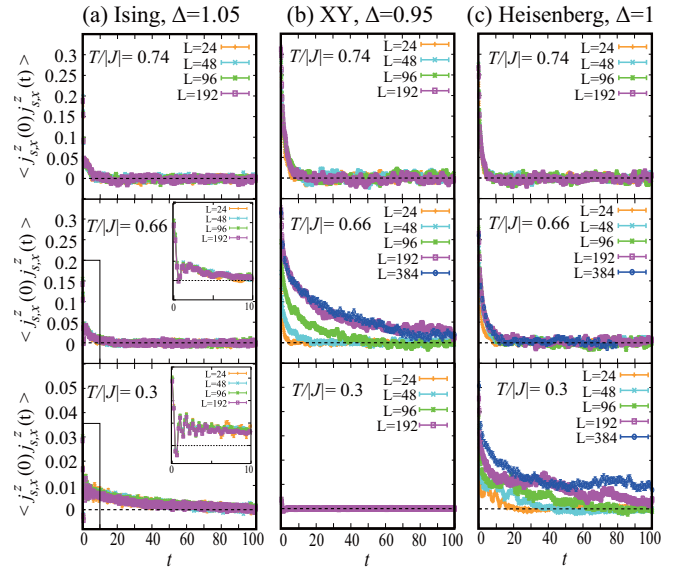 (a) Ising, Δ=1.05
(b) XY, Δ=0.95
(c) Heisenberg, Δ=1
< j^z_{s,x}(0) j^z_{s,x}(t) >
0.3
0.25
0.2
0.15
0.1
0.05
0
T/|J|= 0.74
L=24
L=48
L=96
L=192
T/|J|= 0.74
L=24
L=48
L=96
L=192
T/|J|= 0.74
L=24
L=48
L=96
L=192
< j^z_{s,x}(0) j^z_{s,x}(t) >
0.3
0.25
0.2
0.15
0.1
0.05
0
T/|J|= 0.66
L=24
L=48
L=96
L=192
0 10
T/|J|= 0.66
L=24
L=48
L=96
L=192
L=384
T/|J|= 0.66
L=24
L=48
L=96
L=192
L=384
< j^z_{s,x}(0) j^z_{s,x}(t) >
0.05
0.04
0.03
0.02
0.01
0
T/|J|= 0.3
L=24
L=48
L=96
L=192
0 10
T/|J|= 0.3
L=24
L=48
L=96
L=192
T/|J|= 0.3
L=24
L=48
L=96
L=192
L=384
0 20 40 60 80 100
0 20 40 60 80 100
0 20 40 60 80 100
t
t
t